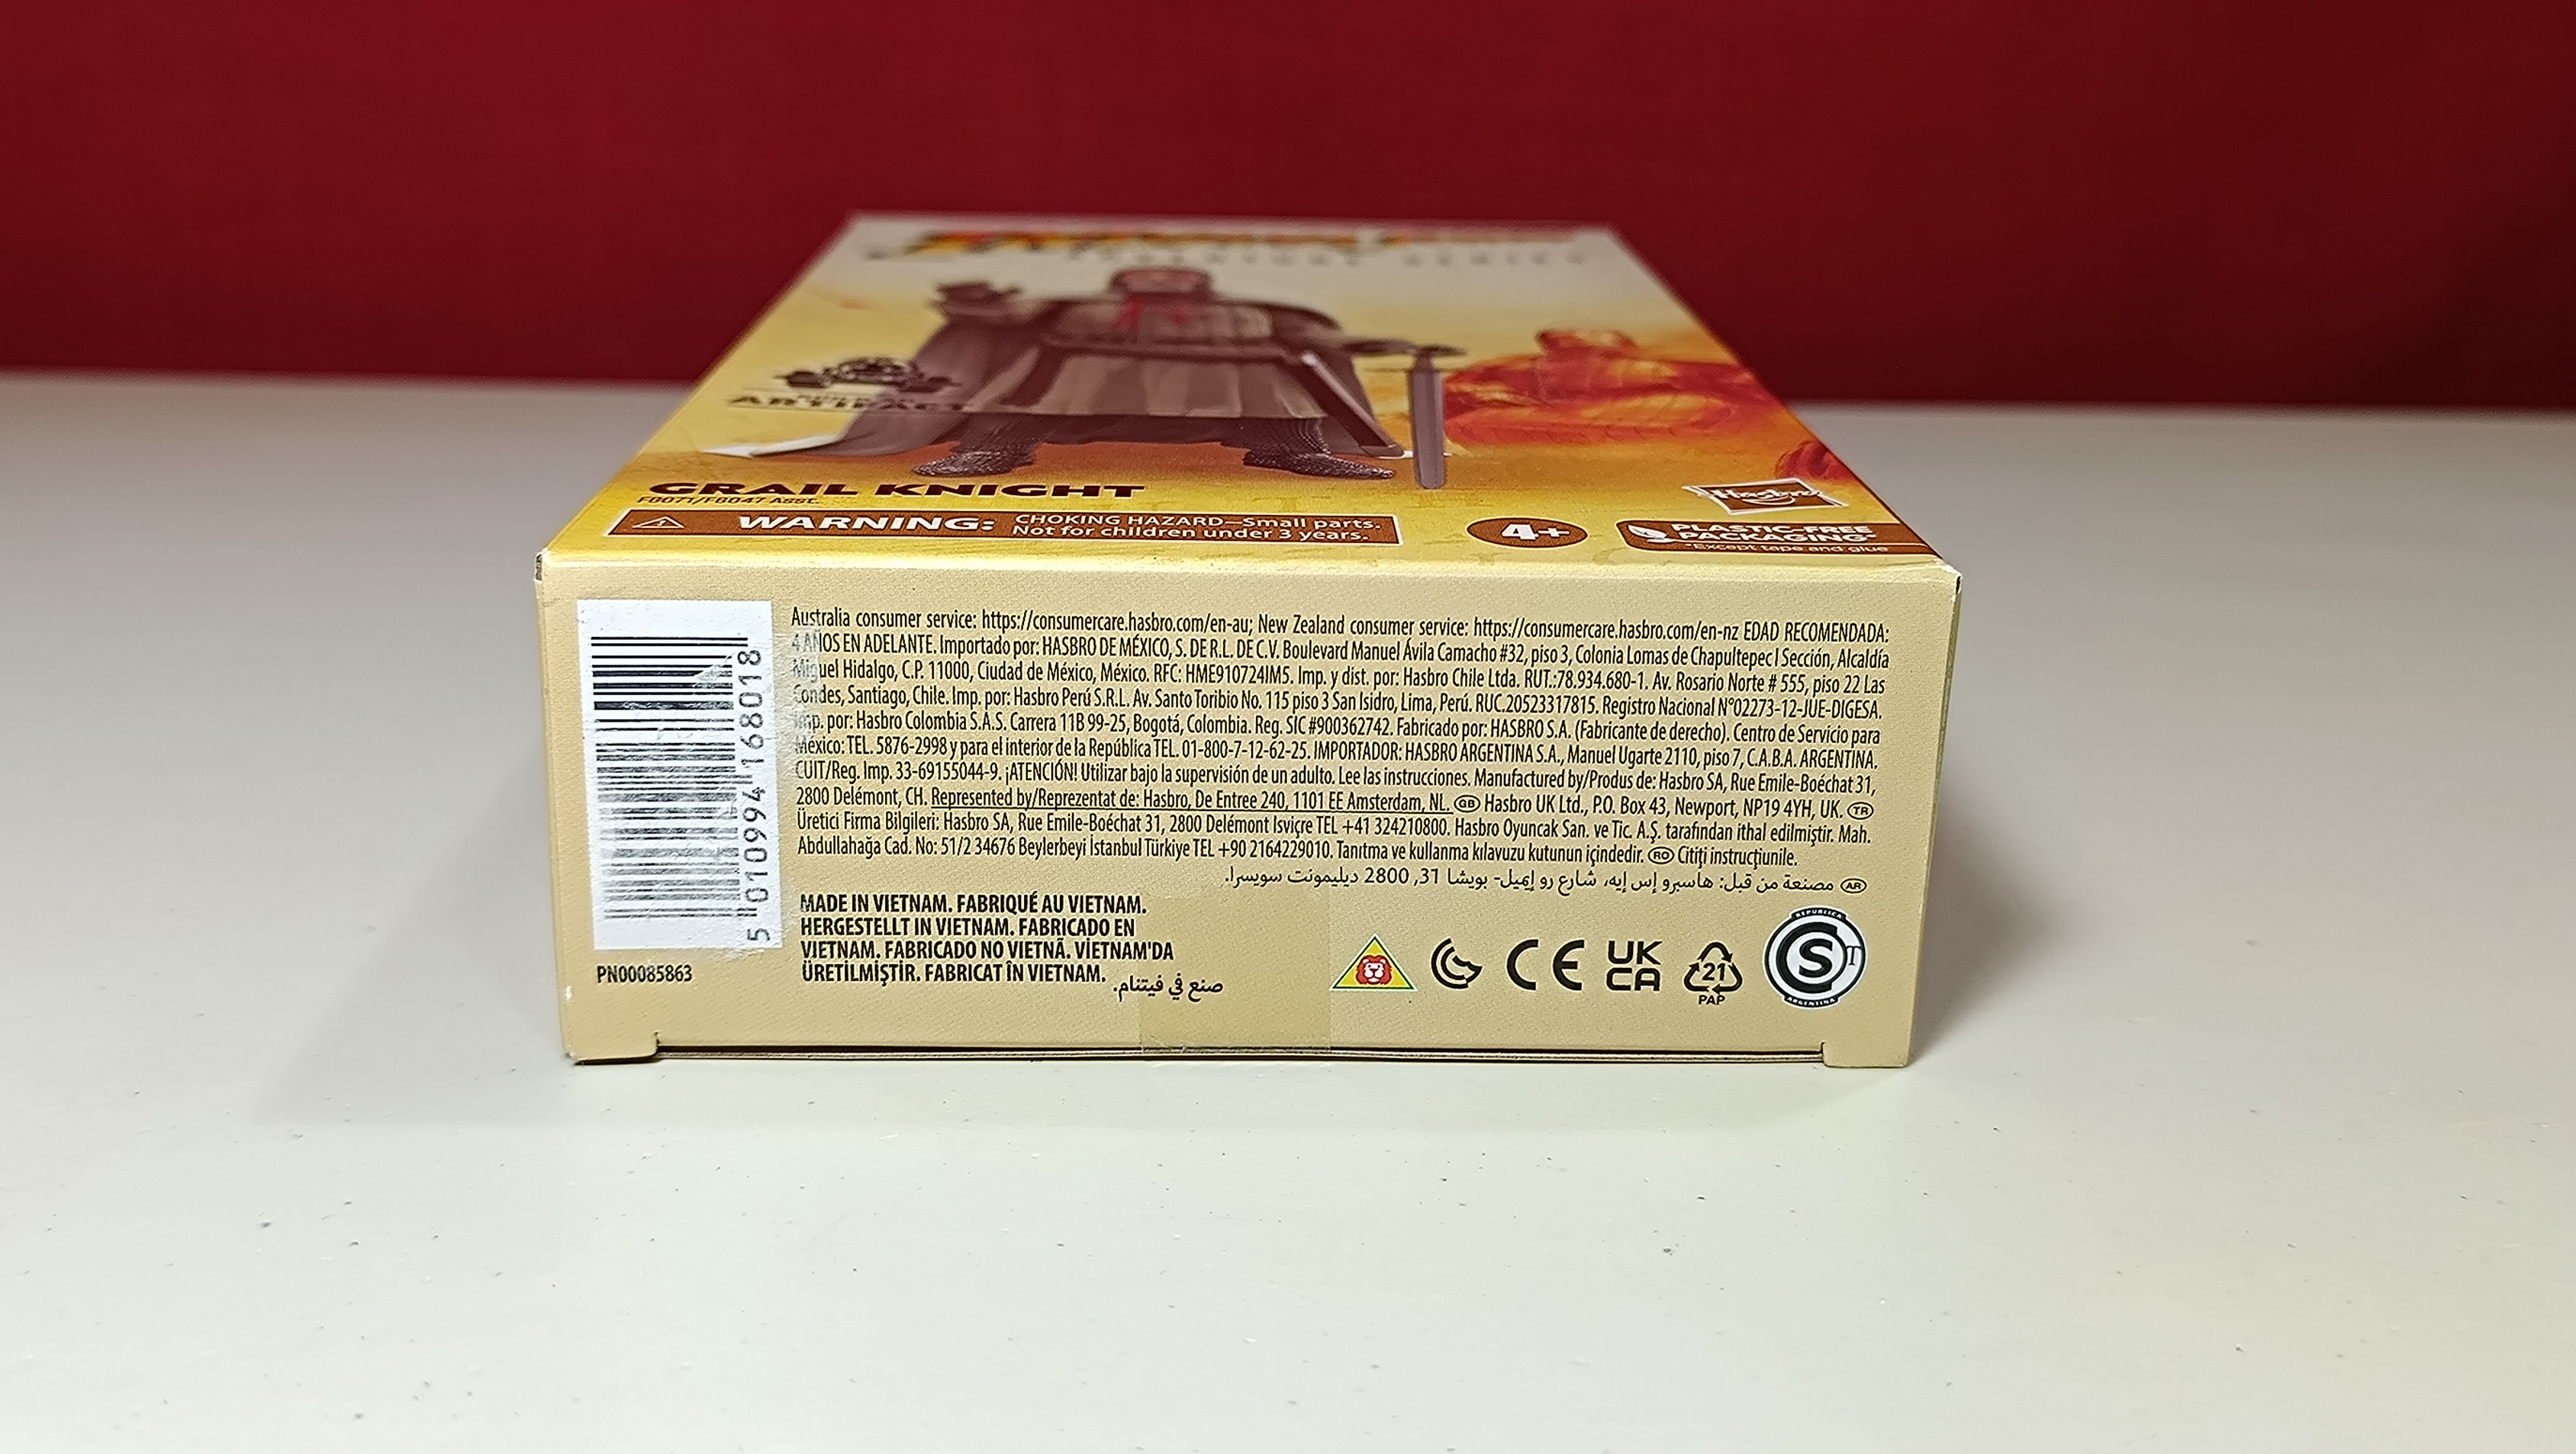 ADVENTURE SERIES
ARTIFACT
GRAIL KNIGHT
F6071/F6047 Asst.
WARNING: CHOKING HAZARD—Small parts.
Not for children under 3 years.
4+
Hasbro
PLASTIC-FREE
PACKAGING*
*Except tape and glue
Australia consumer service: https://consumercare.hasbro.com/en-au; New Zealand consumer service: https://consumercare.hasbro.com/en-nz EDAD RECOMENDADA:
4 AÑOS EN ADELANTE. Importado por: HASBRO DE MÉXICO, S. DE R.L. DE C.V. Boulevard Manuel Ávila Camacho #32, piso 3, Colonia Lomas de Chapultepec I Sección, Alcaldía
Miguel Hidalgo, C.P. 11000, Ciudad de México, México. RFC: HME910724IM5. Imp. y dist. por: Hasbro Chile Ltda. RUT.:78.934.680-1. Av. Rosario Norte # 555, piso 22 Las
Condes, Santiago, Chile. Imp. por: Hasbro Perú S.R.L. Av. Santo Toribio No. 115 piso 3 San Isidro, Lima, Perú. RUC.20523317815. Registro Nacional N°02273-12-JUE-DIGESA.
Imp. por: Hasbro Colombia S.A.S. Carrera 11B 99-25, Bogotá, Colombia. Reg. SIC #900362742. Fabricado por: HASBRO S.A. (Fabricante de derecho). Centro de Servicio para
México: TEL. 5876-2998 y para el interior de la República TEL. 01-800-7-12-62-25. IMPORTADOR: HASBRO ARGENTINA S.A., Manuel Ugarte 2110, piso 7, C.A.B.A. ARGENTINA.
CUIT/Reg. Imp. 33-69155044-9. ¡ATENCIÓN! Utilizar bajo la supervisión de un adulto. Lee las instrucciones. Manufactured by/Produs de: Hasbro SA, Rue Emile-Boéchat 31,
2800 Delémont, CH. Represented by/Reprezentat de: Hasbro, De Entree 240, 1101 EE Amsterdam, NL. GB Hasbro UK Ltd., P.O. Box 43, Newport, NP19 4YH, UK. TR
Üretici Firma Bilgileri: Hasbro SA, Rue Emile-Boéchat 31, 2800 Delémont Isviçre TEL +41 324210800. Hasbro Oyuncak San. ve Tic. A.Ş. tarafından ithal edilmiştir. Mah.
Abdullahağa Cad. No: 51/2 34676 Beylerbeyi İstanbul Türkiye TEL +90 2164229010. Tanıtma ve kullanma kılavuzu kutunun içindedir. RO Citiți instrucțiunile.
AR مصنعة من قبل: هاسبرو إس إيه، شارع رو إميل- بويشا 31, 2800 ديليمونت سويسرا.
5 010994 168018
PN00085863
MADE IN VIETNAM. FABRIQUÉ AU VIETNAM.
HERGESTELLT IN VIETNAM. FABRICADO EN
VIETNAM. FABRICADO NO VIETNÃ. VİETNAM'DA
ÜRETİLMİŞTİR. FABRICAT ÎN VIETNAM.
صنع في فيتنام.
CE
UK
CA
21
PAP
REPUBLICA
S T
ARGENTINA